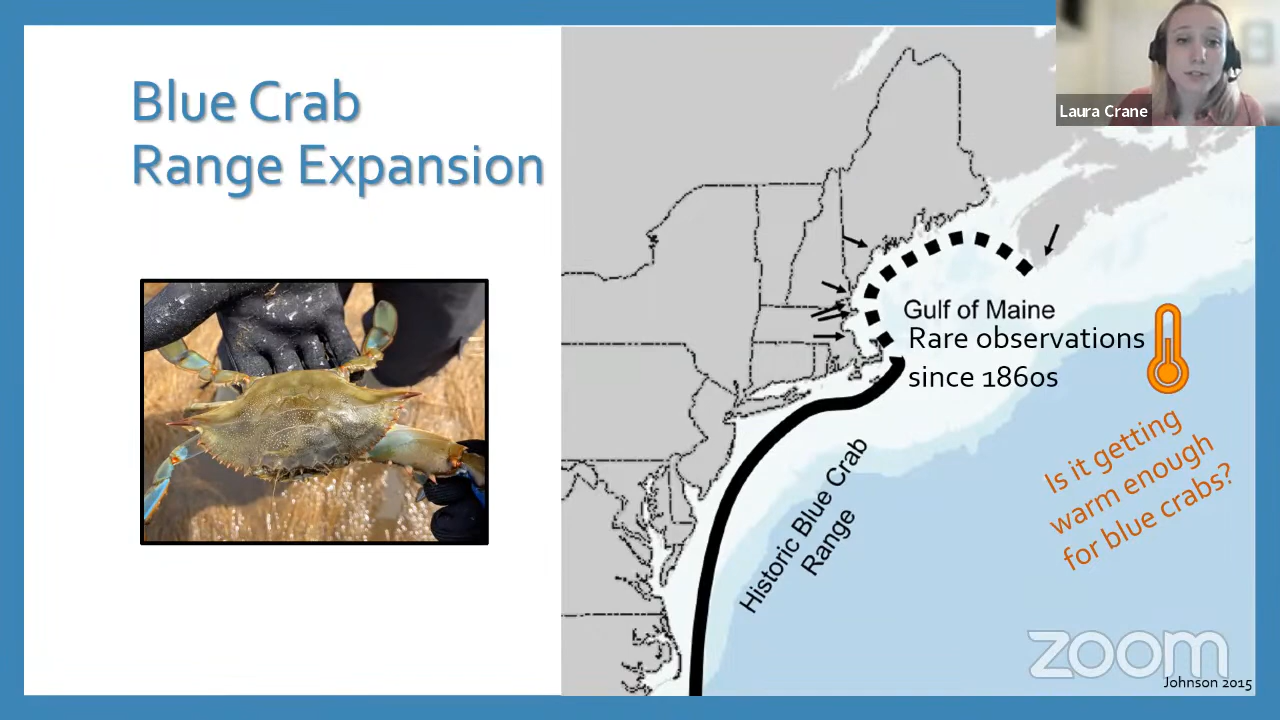 Blue Crab
Range Expansion
Laura Crane
Gulf of Maine
Rare observations
since 1860s
Is it getting
warm enough
for blue crabs?
Historic Blue Crab
Range
zoom
Johnson 2015